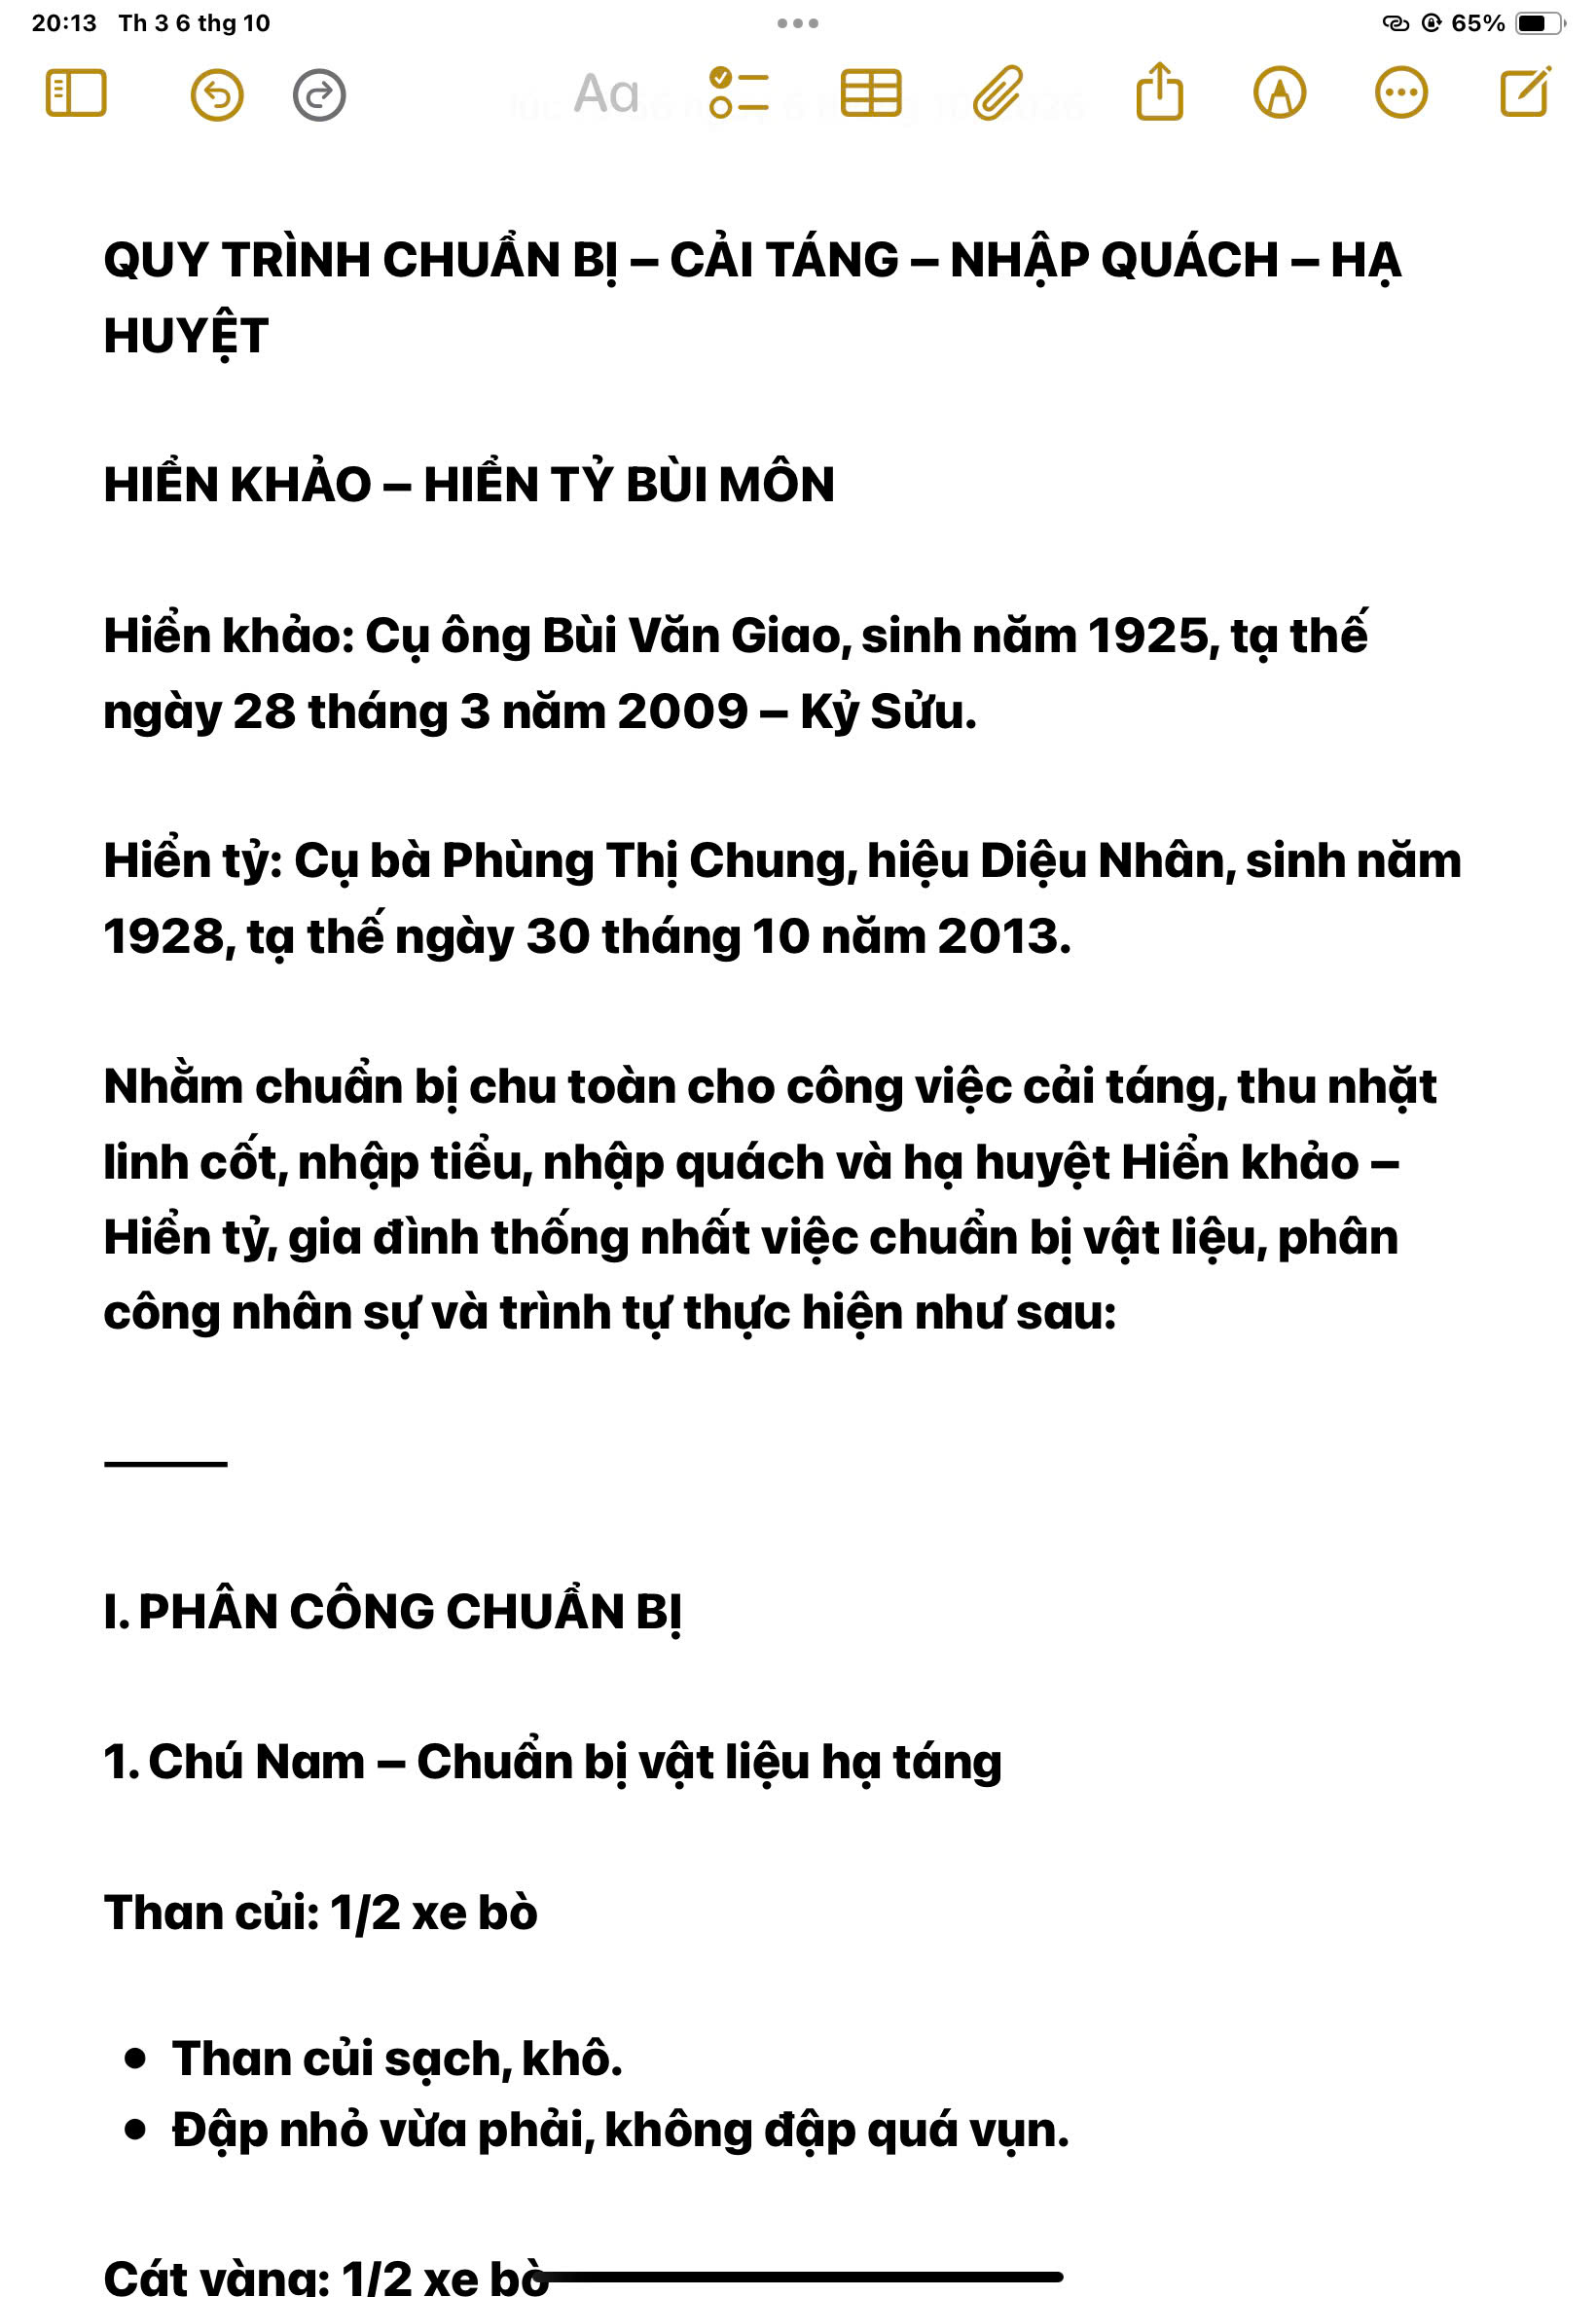 20:13 Th 3 6 thg 10
65%
Aa
QUY TRÌNH CHUẨN BỊ – CẢI TÁNG – NHẬP QUÁCH – HẠ
HUYỆT
HIỂN KHẢO – HIỂN TỶ BÙI MÔN
Hiển khảo: Cụ ông Bùi Văn Giao, sinh năm 1925, tạ thế
ngày 28 tháng 3 năm 2009 – Kỷ Sửu.
Hiển tỷ: Cụ bà Phùng Thị Chung, hiệu Diệu Nhân, sinh năm
1928, tạ thế ngày 30 tháng 10 năm 2013.
Nhằm chuẩn bị chu toàn cho công việc cải táng, thu nhặt
linh cốt, nhập tiểu, nhập quách và hạ huyệt Hiển khảo –
Hiển tỷ, gia đình thống nhất việc chuẩn bị vật liệu, phân
công nhân sự và trình tự thực hiện như sau:
I. PHÂN CÔNG CHUẨN BỊ
1. Chú Nam – Chuẩn bị vật liệu hạ táng
Than củi: 1/2 xe bò
• Than củi sạch, khô.
• Đập nhỏ vừa phải, không đập quá vụn.
Cát vàng: 1/2 xe bò